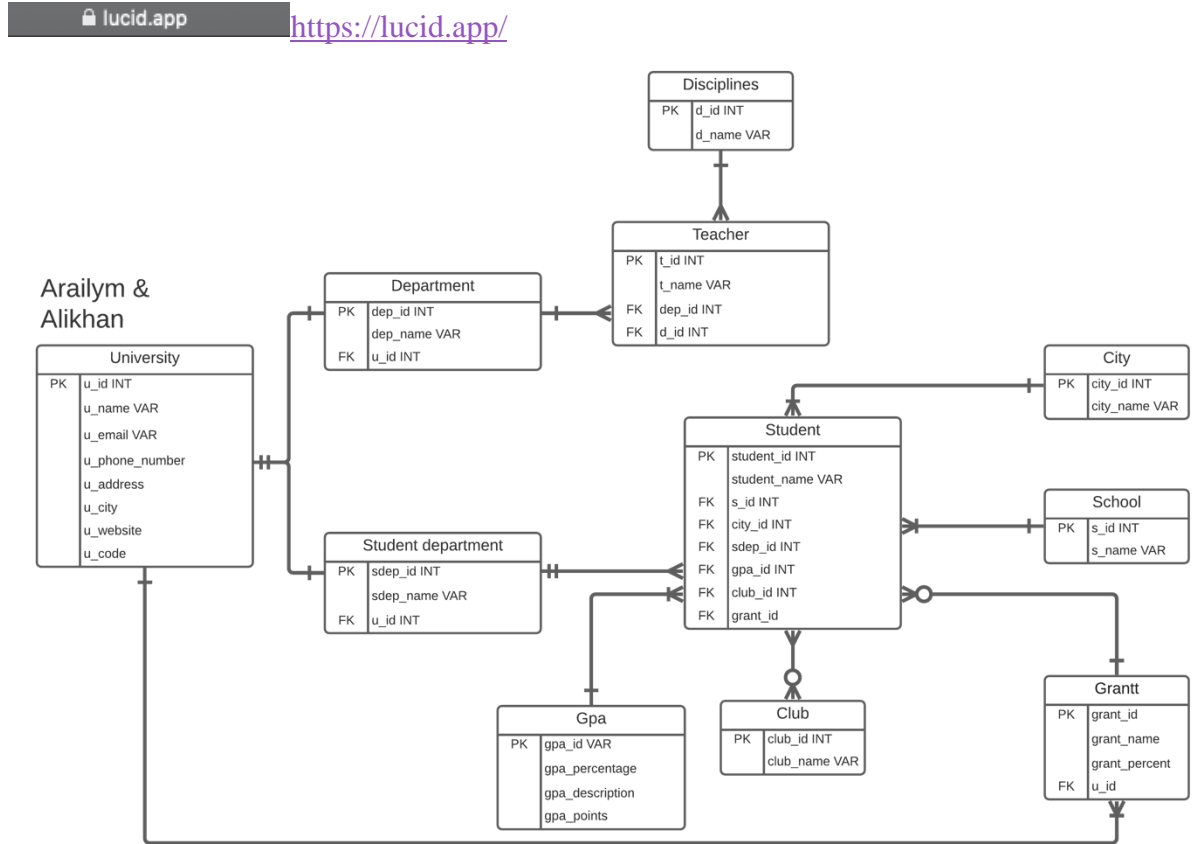 lucid.app
https://lucid.app/
Disciplines
PK d_id INT
d_name VAR
Teacher
PK t_id INT
t_name VAR
FK dep_id INT
FK d_id INT
Arailym &
Alikhan
Department
PK dep_id INT
dep_name VAR
FK u_id INT
University
PK u_id INT
u_name VAR
u_email VAR
u_phone_number
u_address
u_city
u_website
u_code
City
PK city_id INT
city_name VAR
Student
PK student_id INT
student_name VAR
FK s_id INT
FK city_id INT
FK sdep_id INT
FK gpa_id INT
FK club_id INT
FK grant_id
School
PK s_id INT
s_name VAR
Student department
PK sdep_id INT
sdep_name VAR
FK u_id INT
Gpa
PK gpa_id VAR
gpa_percentage
gpa_description
gpa_points
Club
PK club_id INT
club_name VAR
Grantt
PK grant_id
grant_name
grant_percent
FK u_id